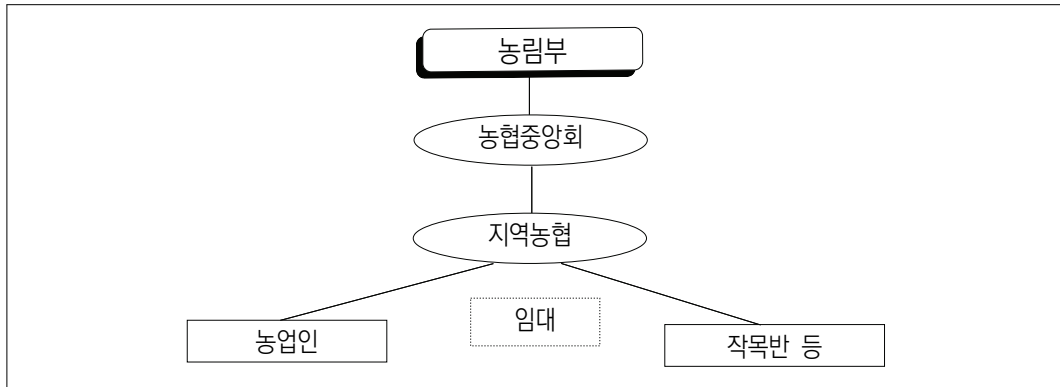 농림부
농협중앙회
지역농협
임대
농업인
작목반 등